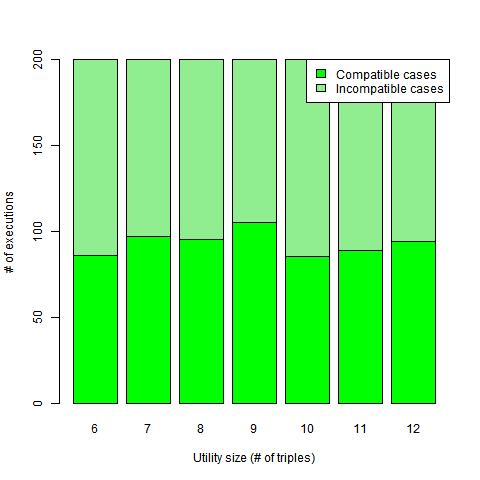 200
150
100
50
0
# of executions
Compatible cases
Incompatible cases
6 7 8 9 10 11 12
Utility size (# of triples)